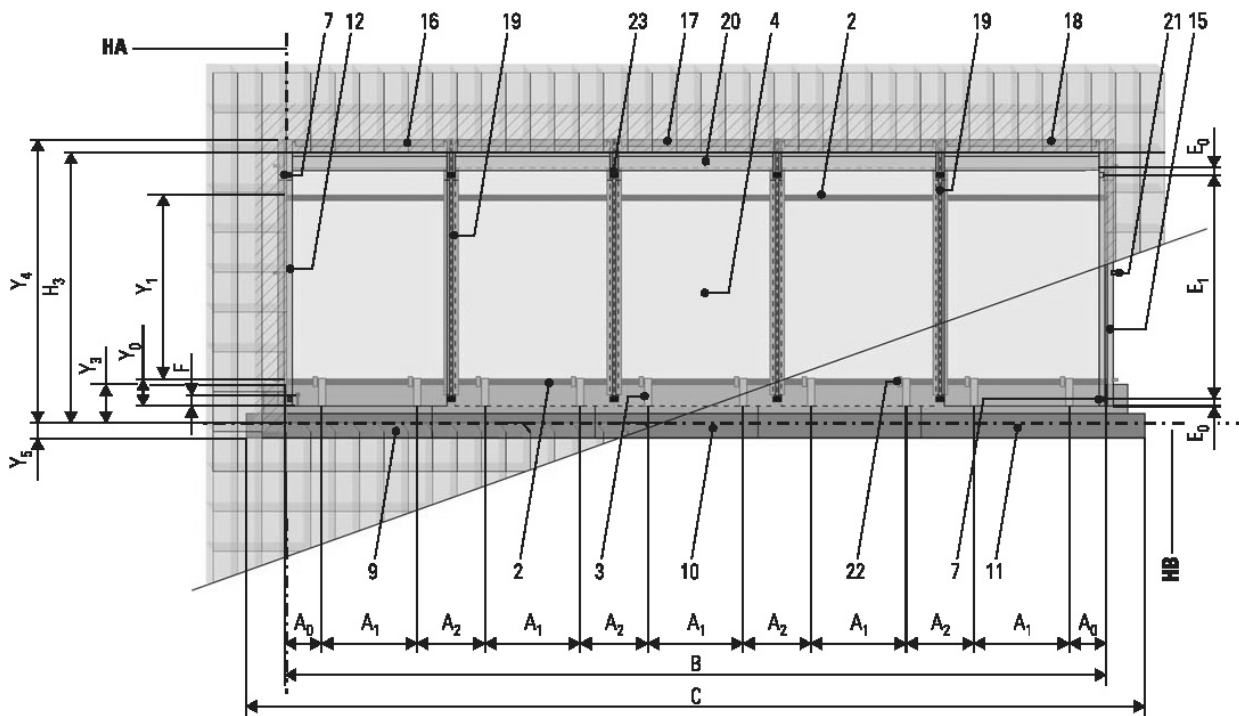 HA
7 12 16 19 23 17 20 4 2 19 18 21 15
Y4 H3 Y1 Y3 Y0 F Y5
E0 E1 E0
9 2 3 10 22 7 11
HB
A0 A1 A2 A1 A2 A1 A2 A1 A2 A1 A0
B
C